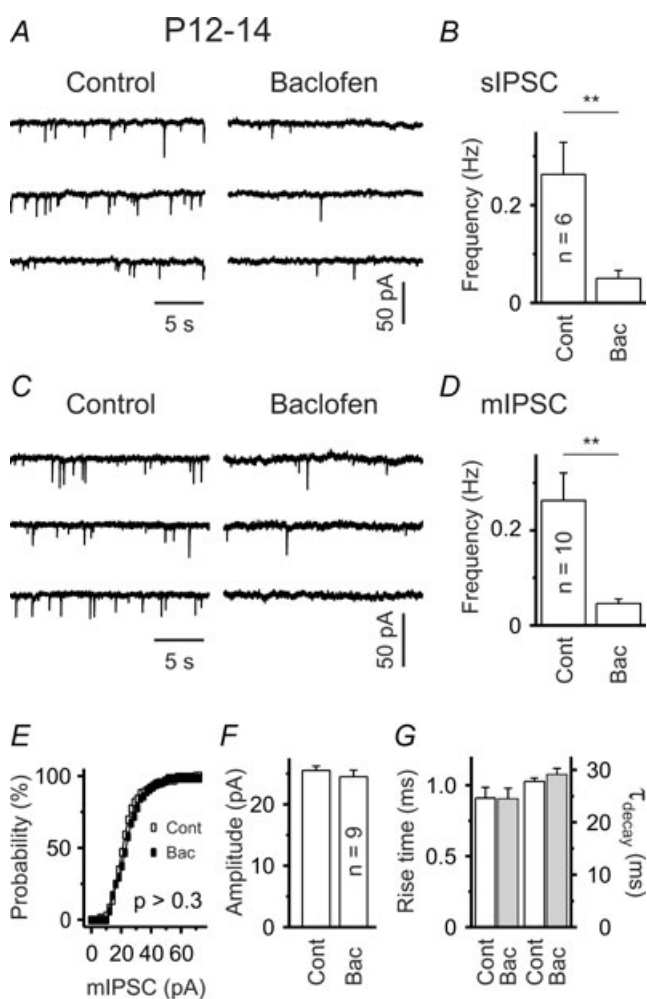 A P12-14
Control Baclofen
5 s
50 pA
B sIPSC
**
Frequency (Hz)
0.2
0
n = 6
Cont Bac
C Control Baclofen
5 s
50 pA
D mIPSC
**
Frequency (Hz)
0.2
0
n = 10
Cont Bac
E
Probability (%)
100
50
0
Cont
Bac
p > 0.3
0 20 40 60
mIPSC (pA)
F
Amplitude (pA)
20
0
n = 9
Cont Bac
G
Rise time (ms)
1.0
0.5
0
30
20
10
0
τdecay (ms)
Cont Bac Cont Bac